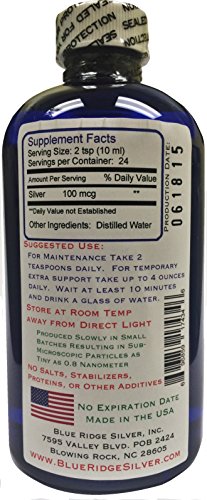 SEALED FOR
PROTECTION
Supplement Facts
Serving Size: 2 tsp (10 ml)
Servings per Container: 24
Amount Per Serving % Daily Value
Silver 100 mcg **
*Daily Value not Established
Other Ingredients: Distilled Water
PRODUCTION DATE:
061815
SUGGESTED USE:
FOR MAINTENANCE TAKE 2
TEASPOONS DAILY. FOR TEMPORARY
EXTRA SUPPORT TAKE UP TO 4 OUNCES
DAILY. WAIT AT LEAST 10 MINUTES
AND DRINK A GLASS OF WATER.
STORE AT ROOM TEMP
AWAY FROM DIRECT LIGHT
PRODUCED SLOWLY IN SMALL
BATCHES RESULTING IN SUB-
MICROSCOPIC PARTICLES AS
TINY AS 0.8 NANOMETER
NO SALTS, STABILIZERS,
PROTEINS, OR OTHER ADDITIVES
NO EXPIRATION DATE
MADE IN THE USA
BLUE RIDGE SILVER, INC.
7595 VALLEY BLVD. POB 2424
BLOWING ROCK, NC 28605
WWW.BLUERIDGESILVER.COM